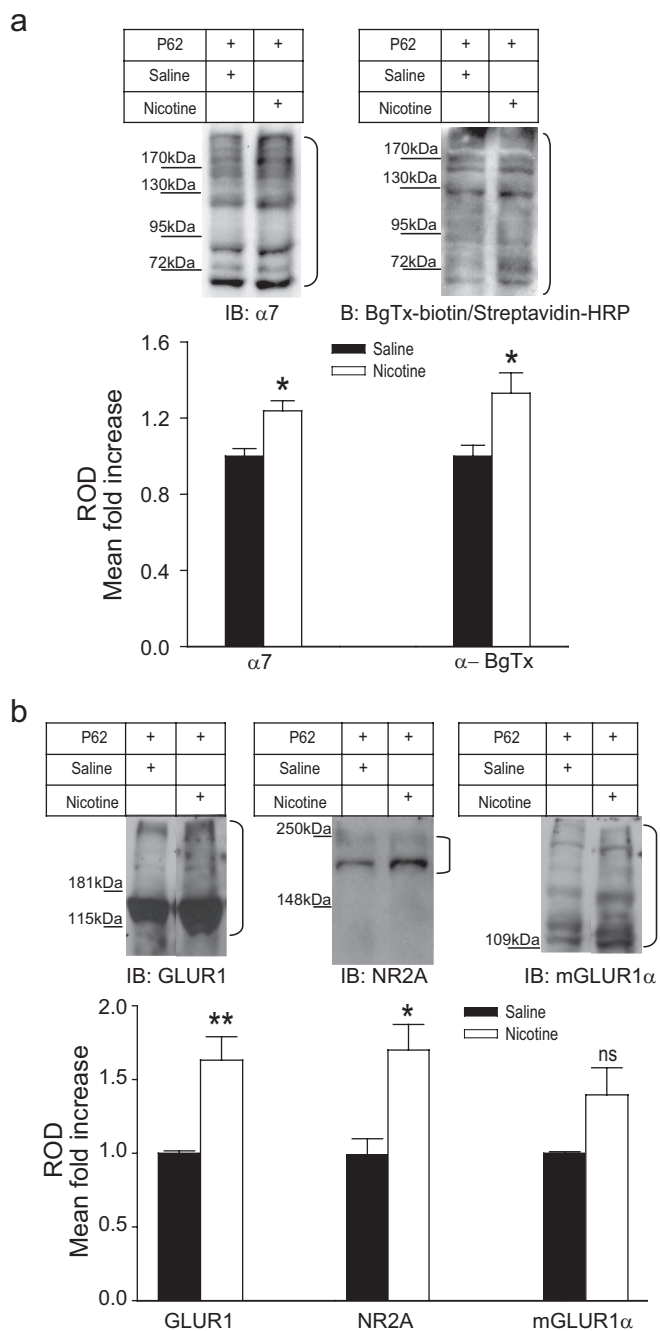 a
P62 + + P62 + +
Saline + Saline +
Nicotine + Nicotine +
170kDa 170kDa
130kDa 130kDa
95kDa 95kDa
72kDa 72kDa
IB: α7 B: BgTx-biotin/Streptavidin-HRP
Saline
Nicotine
ROD
Mean fold increase
1.6
1.2
0.8
0.4
0.0
*
*
α7 α– BgTx
b
P62 + + P62 + + P62 + +
Saline + Saline + Saline +
Nicotine + Nicotine + Nicotine +
181kDa
115kDa
250kDa
148kDa
109kDa
IB: GLUR1 IB: NR2A IB: mGLUR1α
Saline
Nicotine
ROD
Mean fold increase
2.0
1.5
1.0
0.5
0.0
**
*
ns
GLUR1 NR2A mGLUR1α